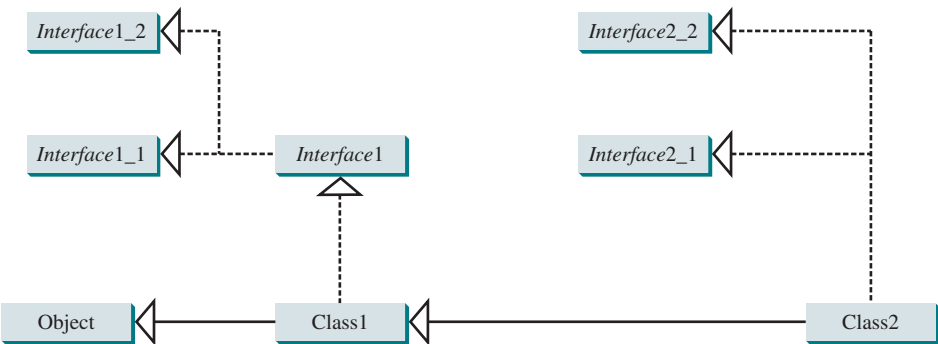 Interface1_2
Interface2_2
Interface1_1
Interface1
Interface2_1
Object
Class1
Class2